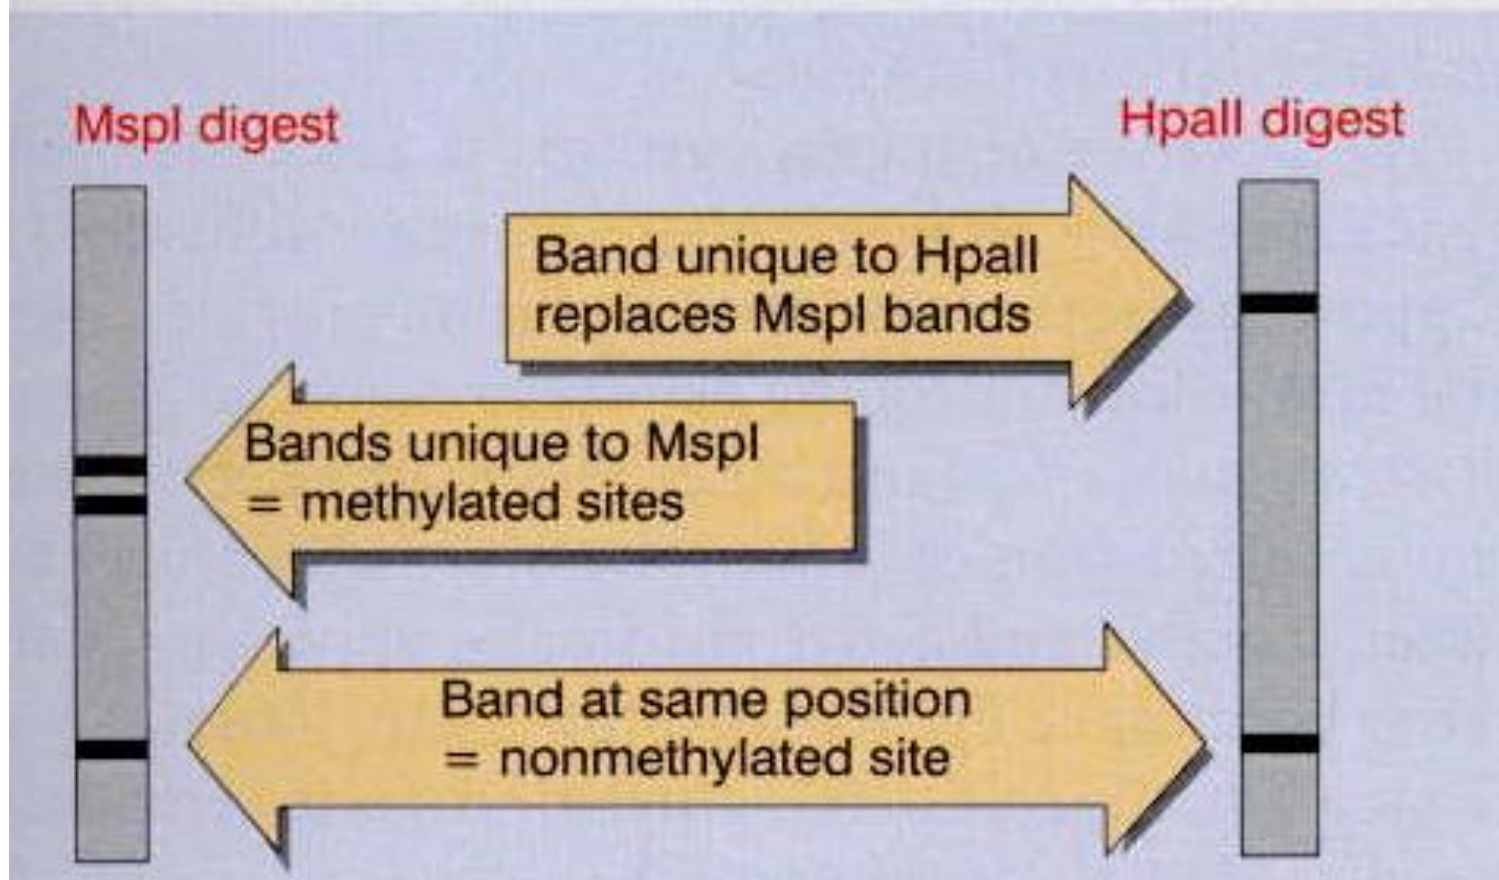 MspI digest
HpaII digest
Band unique to HpaII
replaces MspI bands
Bands unique to MspI
= methylated sites
Band at same position
= nonmethylated site